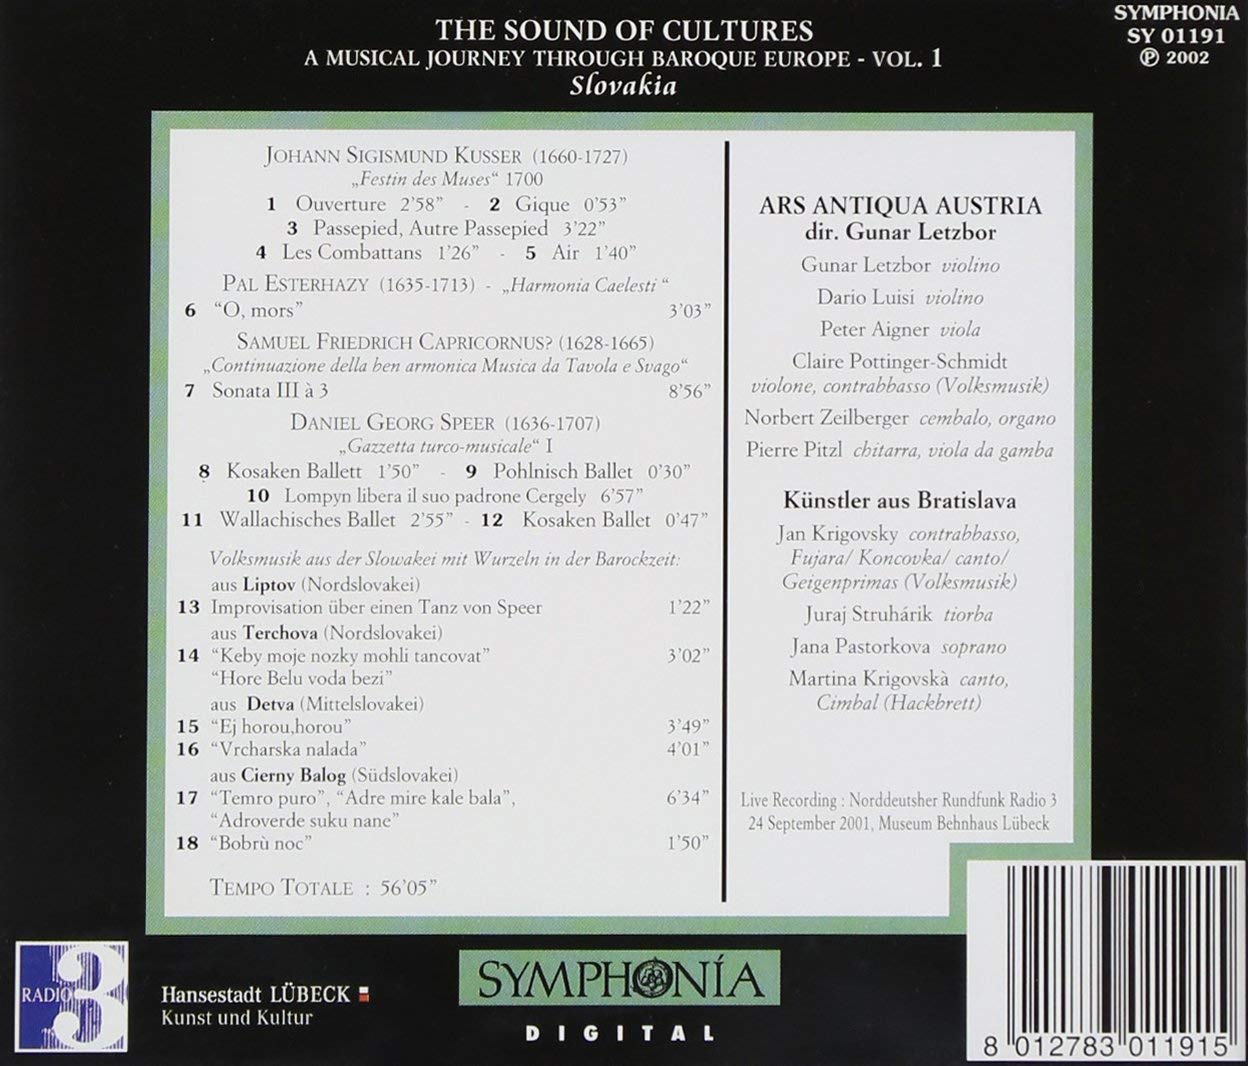 THE SOUND OF CULTURES
A MUSICAL JOURNEY THROUGH BAROQUE EUROPE - VOL. 1
Slovakia
SYMPHONIA
SY 01191
℗ 2002
JOHANN SIGISMUND KUSSER (1660-1727)
„Festin des Muses“ 1700
1 Ouverture 2’58” - 2 Gique 0’53”
3 Passepied, Autre Passepied 3’22”
4 Les Combattans 1’26” - 5 Air 1’40”
PAL ESTERHAZY (1635-1713) - „Harmonia Caelesti “
6 “O, mors” 3’03”
SAMUEL FRIEDRICH CAPRICORNUS? (1628-1665)
„Continuazione della ben armonica Musica da Tavola e Svago“
7 Sonata III à 3 8’56”
DANIEL GEORG SPEER (1636-1707)
„Gazzetta turco-musicale“ I
8 Kosaken Ballett 1’50” - 9 Pohlnisch Ballet 0’30”
10 Lompyn libera il suo padrone Cergely 6’57”
11 Wallachisches Ballet 2’55” - 12 Kosaken Ballet 0’47”
Volksmusik aus der Slowakei mit Wurzeln in der Barockzeit:
aus Liptov (Nordslovakei)
13 Improvisation über einen Tanz von Speer 1’22”
aus Terchova (Nordslovakei)
14 “Keby moje nozky mohli tancovat” 3’02”
“Hore Belu voda bezi”
aus Detva (Mittelslovakei)
15 “Ej horou,horou” 3’49”
16 “Vrcharska nalada” 4’01”
aus Cierny Balog (Südslovakei)
17 “Temro puro”, “Adre mire kale bala”, 6’34”
“Adroverde suku nane”
18 “Bobrù noc” 1’50”
TEMPO TOTALE : 56’05”
ARS ANTIQUA AUSTRIA
dir. Gunar Letzbor
Gunar Letzbor violino
Dario Luisi violino
Peter Aigner viola
Claire Pottinger-Schmidt
violone, contrabbasso (Volksmusik)
Norbert Zeilberger cembalo, organo
Pierre Pitzl chitarra, viola da gamba
Künstler aus Bratislava
Jan Krigovsky contrabbasso,
Fujara/ Koncovka/ canto/
Geigenprimas (Volksmusik)
Juraj Struhárik tiorba
Jana Pastorkova soprano
Martina Krigovskà canto,
Cimbal (Hackbrett)
Live Recording : Norddeutsher Rundfunk Radio 3
24 September 2001, Museum Behnhaus Lübeck
RADIO 3
Hansestadt LÜBECK
Kunst und Kultur
SYMPHONÍA
DIGITAL
8 012783 011915